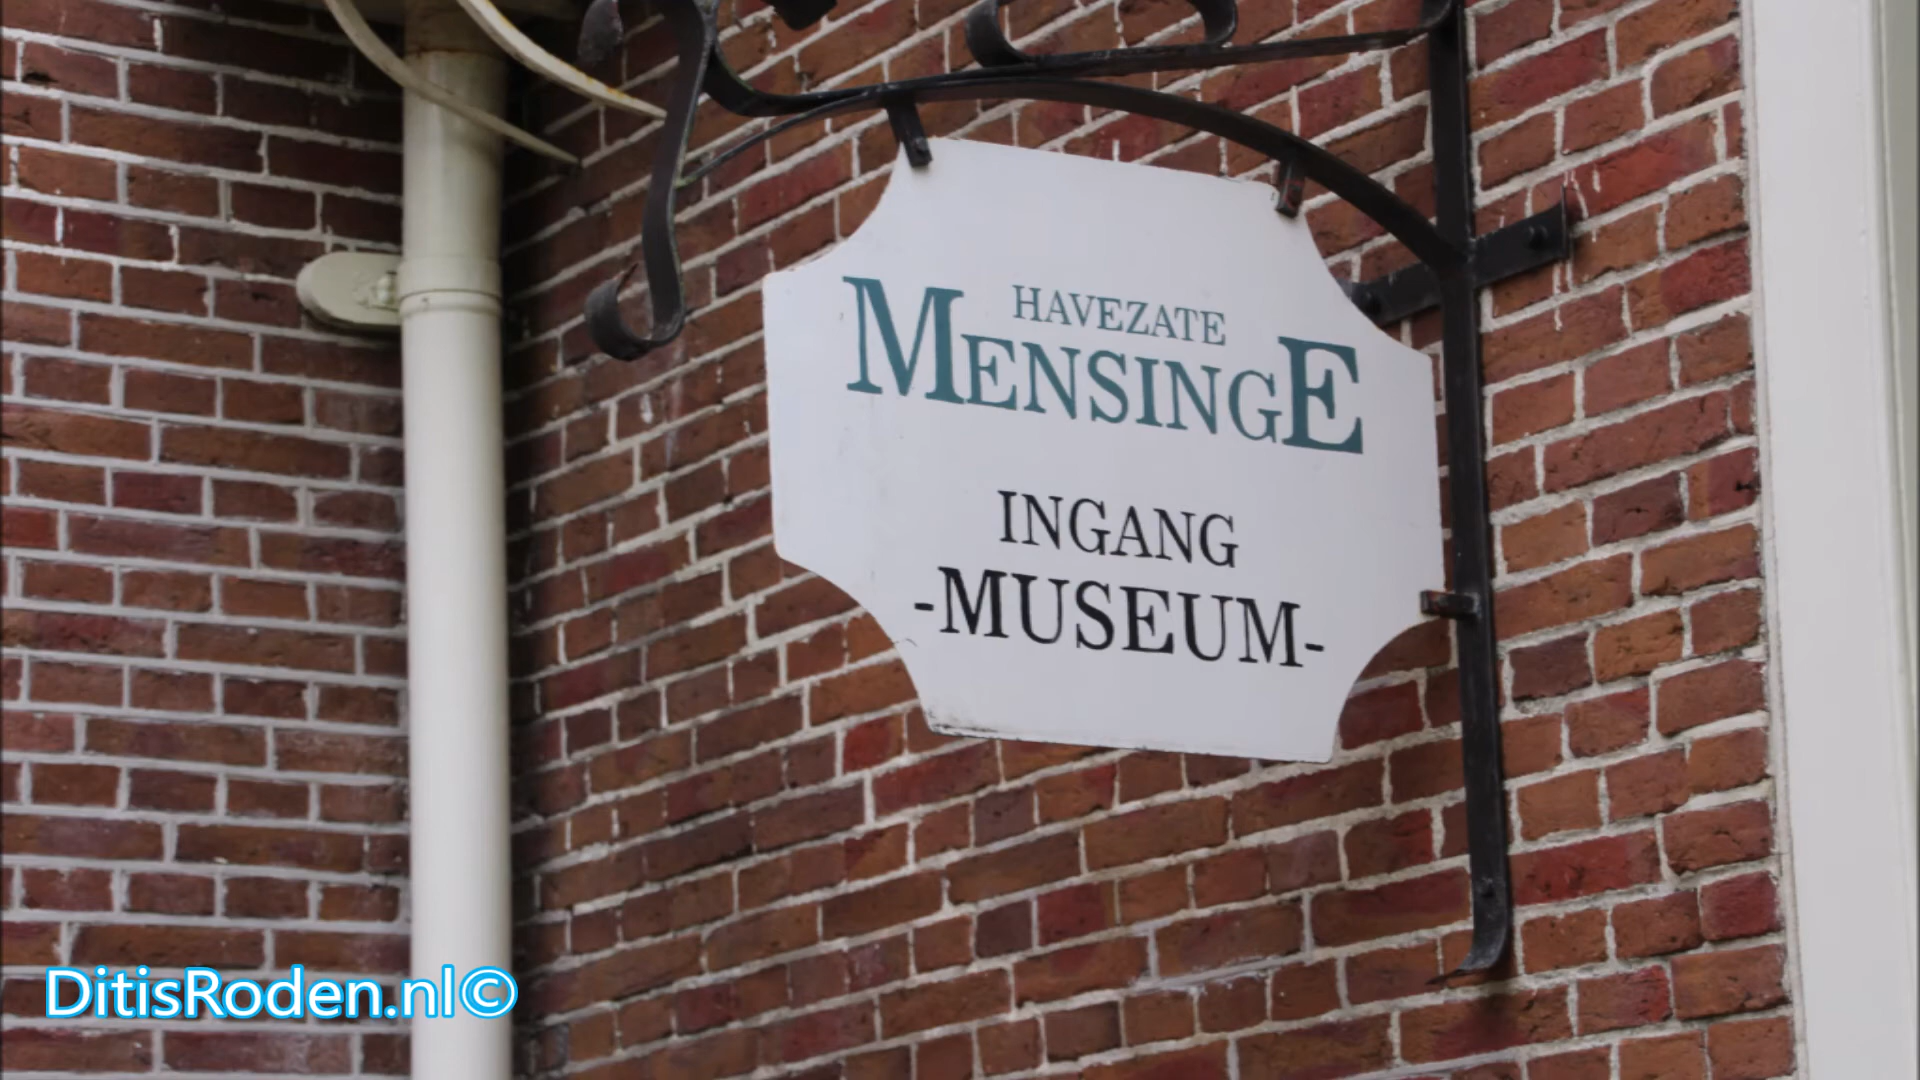 HAVEZATE
MENSINGE
INGANG
-MUSEUM-
DitisRoden.nl©